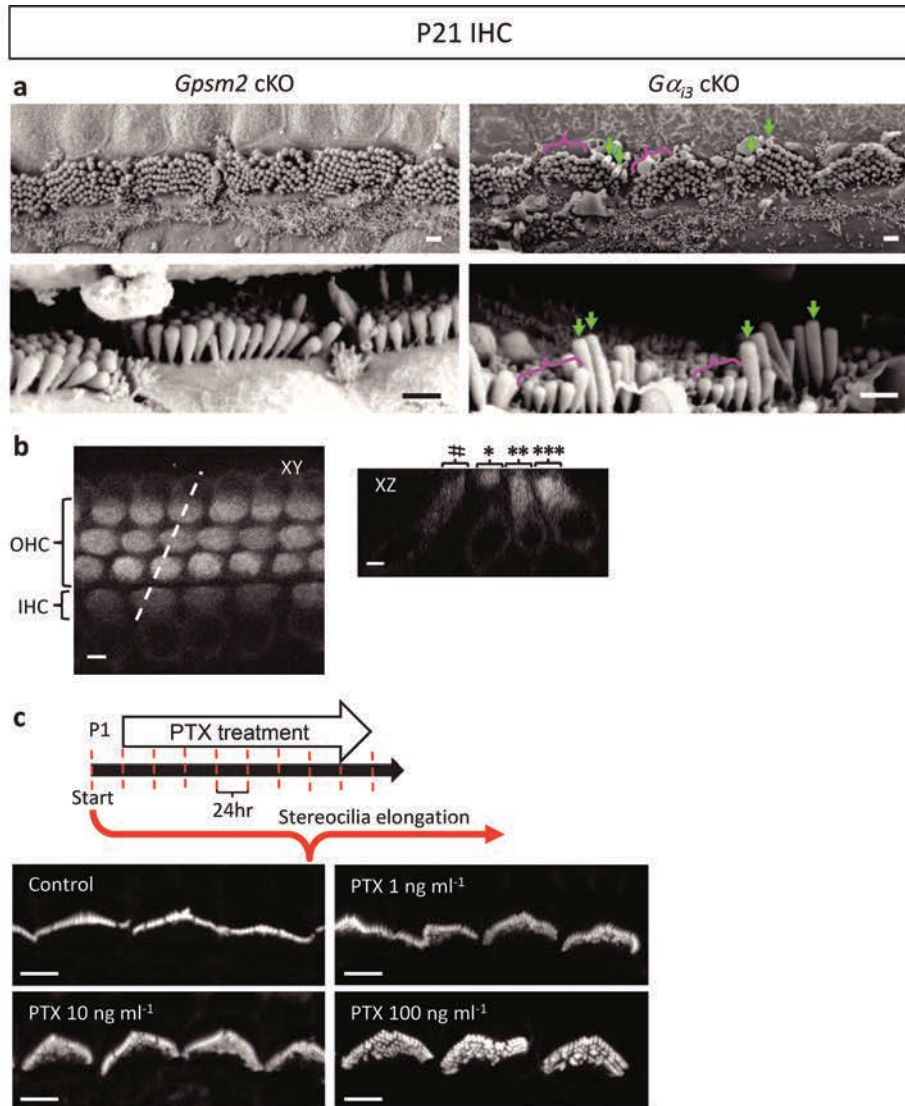 P21 IHC
a
Gpsm2 cKO
Gαi3 cKO
b
XY
OHC
IHC
XZ
# * ** ***
c
P1
PTX treatment
Start
24hr
Stereocilia elongation
Control
PTX 1 ng ml⁻¹
PTX 10 ng ml⁻¹
PTX 100 ng ml⁻¹